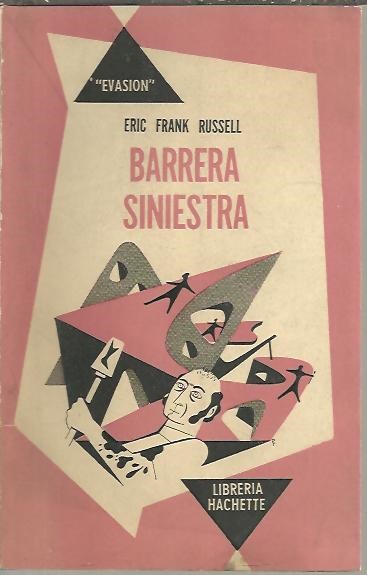 "EVASION"
ERIC FRANK RUSSELL
BARRERA
SINIESTRA
LIBRERIA
HACHETTE